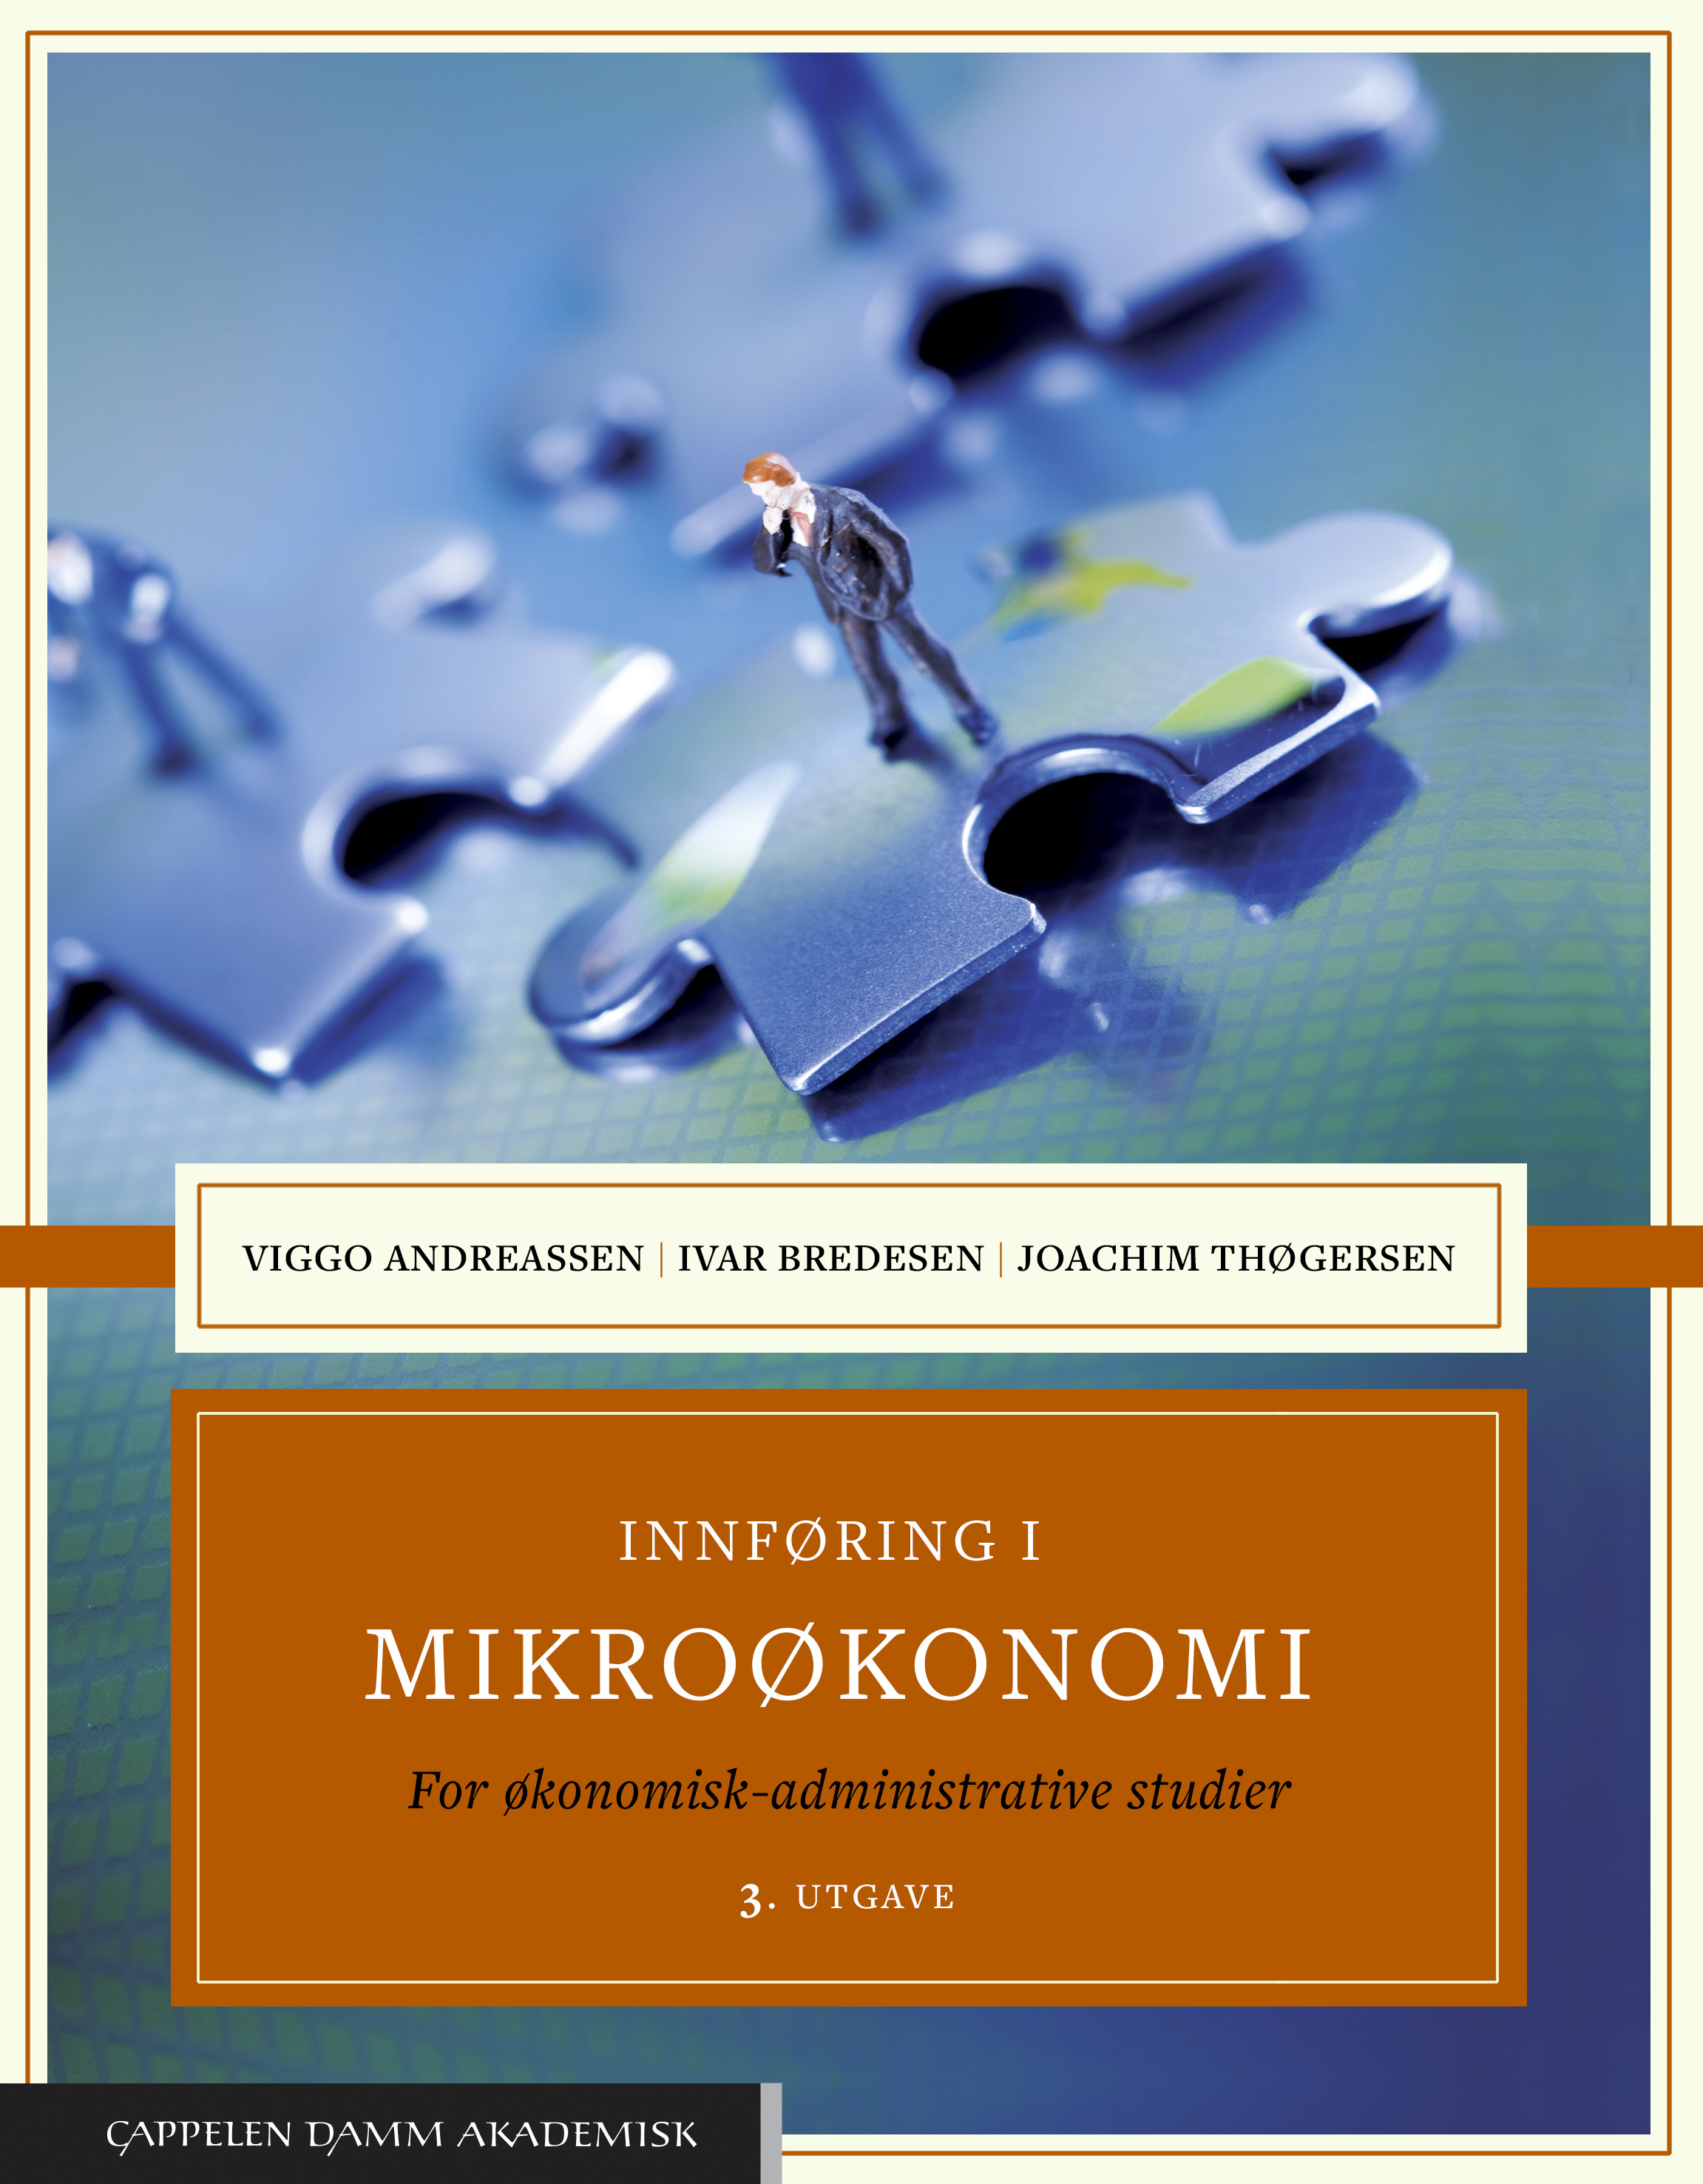 VIGGO ANDREASSEN | IVAR BREDESEN | JOACHIM THØGERSEN
INNFØRING I
MIKROØKONOMI
For økonomisk-administrative studier
3. UTGAVE
CAPPELEN DAMM AKADEMISK